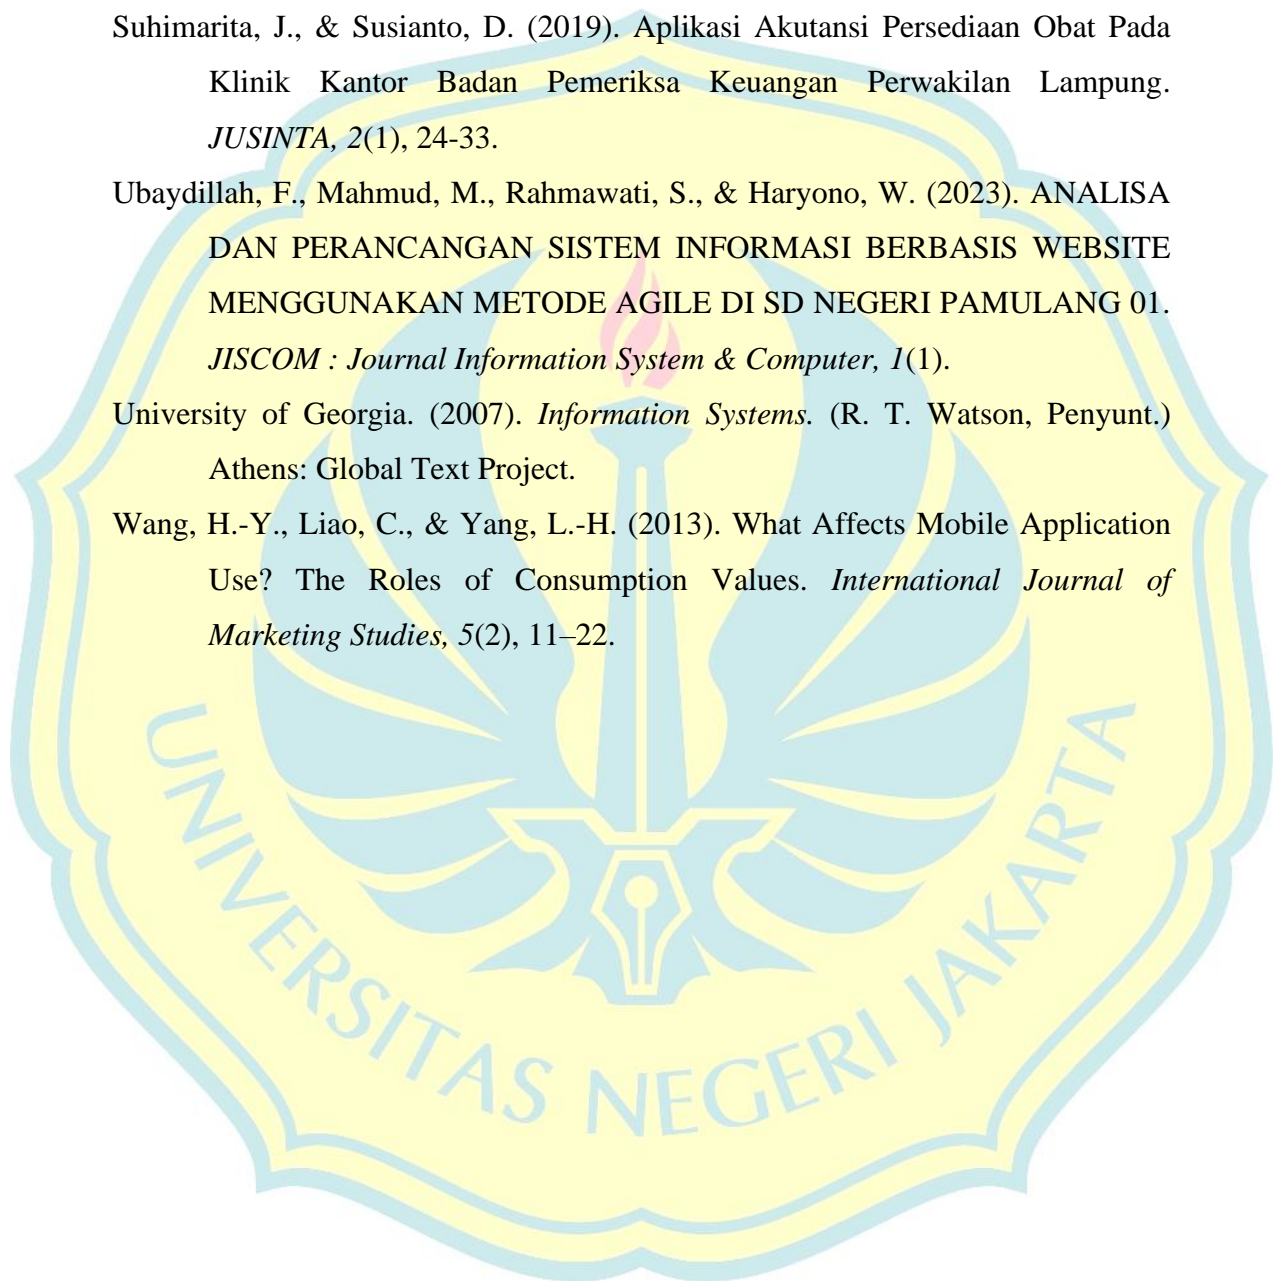 Suhimarita, J., & Susianto, D. (2019). Aplikasi Akutansi Persediaan Obat Pada
Klinik Kantor Badan Pemeriksa Keuangan Perwakilan Lampung.
JUSINTA, 2(1), 24-33.
Ubaydillah, F., Mahmud, M., Rahmawati, S., & Haryono, W. (2023). ANALISA
DAN PERANCANGAN SISTEM INFORMASI BERBASIS WEBSITE
MENGGUNAKAN METODE AGILE DI SD NEGERI PAMULANG 01.
JISCOM : Journal Information System & Computer, 1(1).
University of Georgia. (2007). Information Systems. (R. T. Watson, Penyunt.)
Athens: Global Text Project.
Wang, H.-Y., Liao, C., & Yang, L.-H. (2013). What Affects Mobile Application
Use? The Roles of Consumption Values. International Journal of
Marketing Studies, 5(2), 11–22.
UNIVERSITAS NEGERI JAKARTA